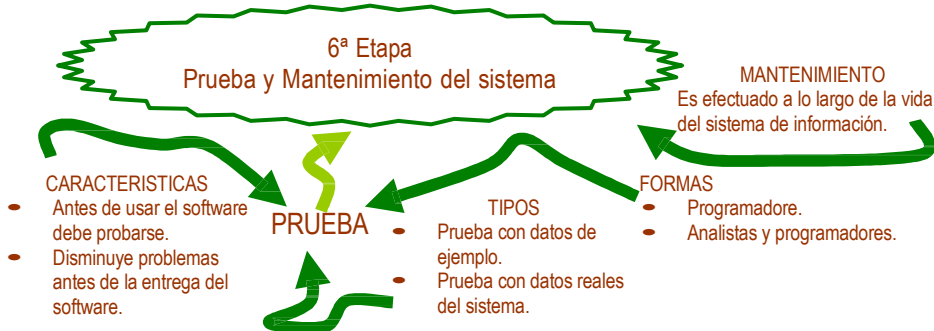 6ª Etapa
Prueba y Mantenimiento del sistema
MANTENIMIENTO
Es efectuado a lo largo de la vida
del sistema de información.
CARACTERISTICAS
• Antes de usar el software
debe probarse.
• Disminuye problemas
antes de la entrega del
software.
PRUEBA
TIPOS
• Prueba con datos de
ejemplo.
• Prueba con datos reales
del sistema.
FORMAS
• Programadore.
• Analistas y programadores.